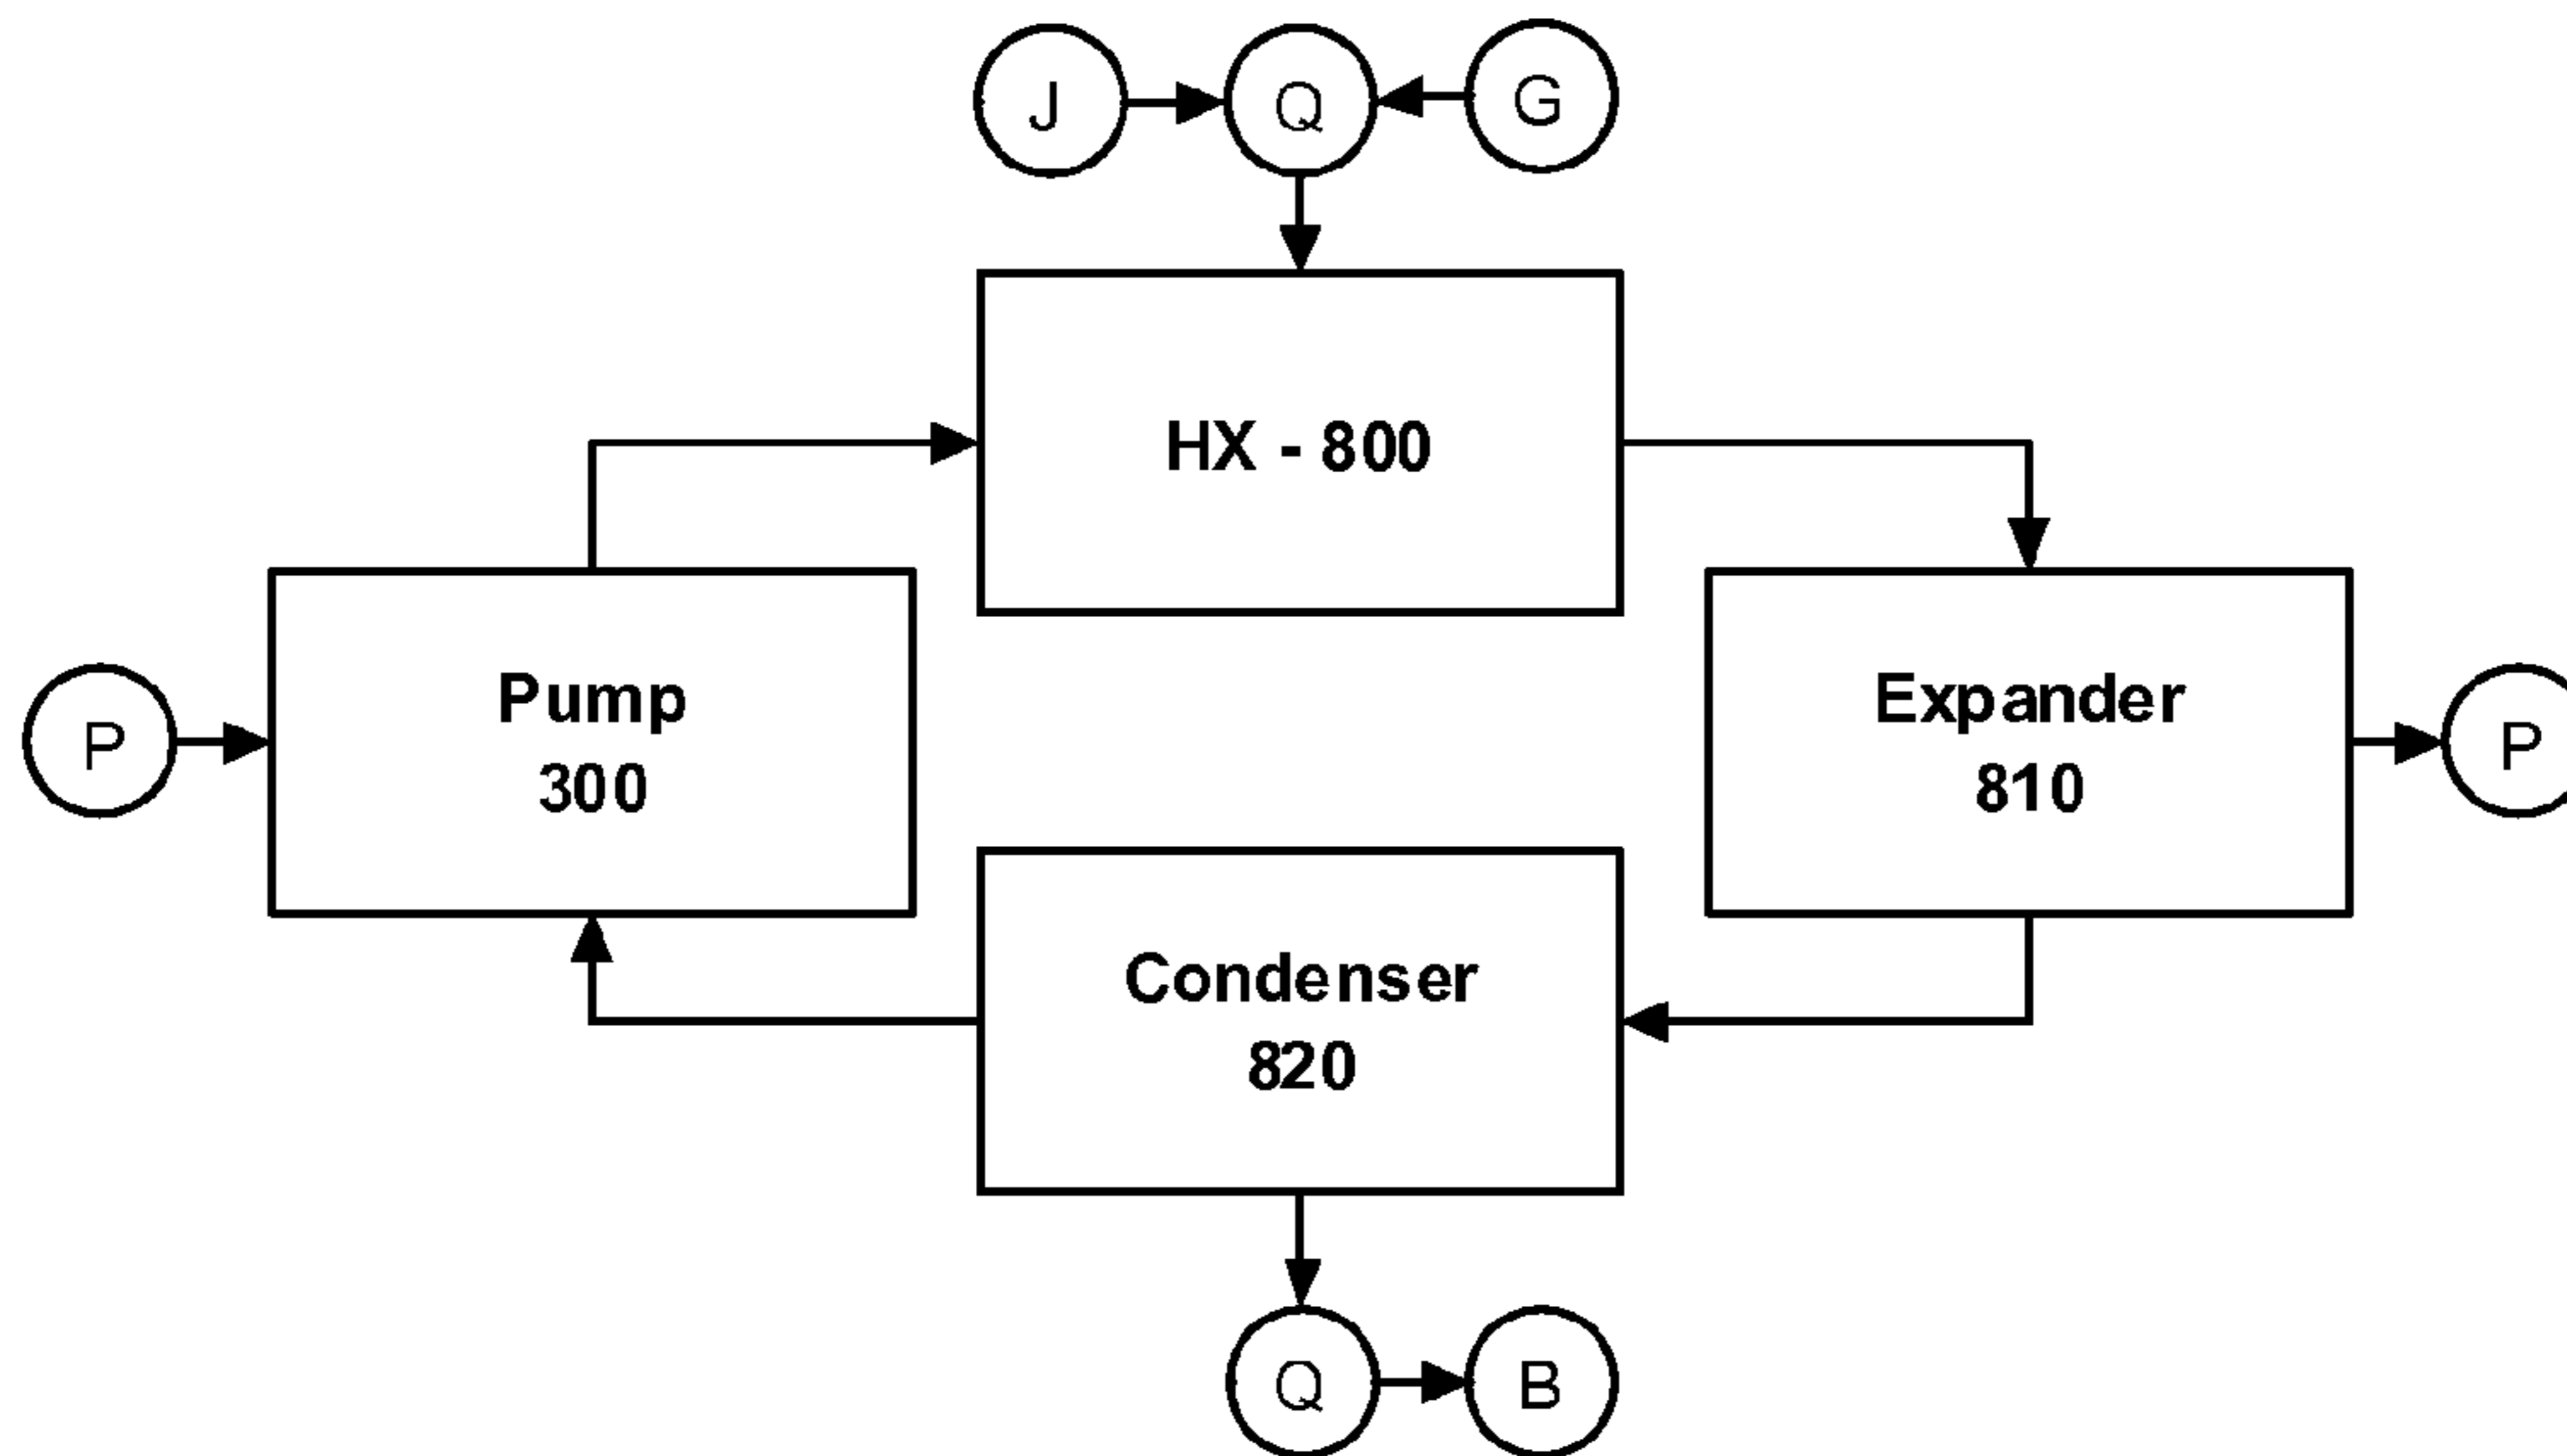 J
Q
G
HX - 800
Pump
300
Expander
810
P
P
Condenser
820
Q
B